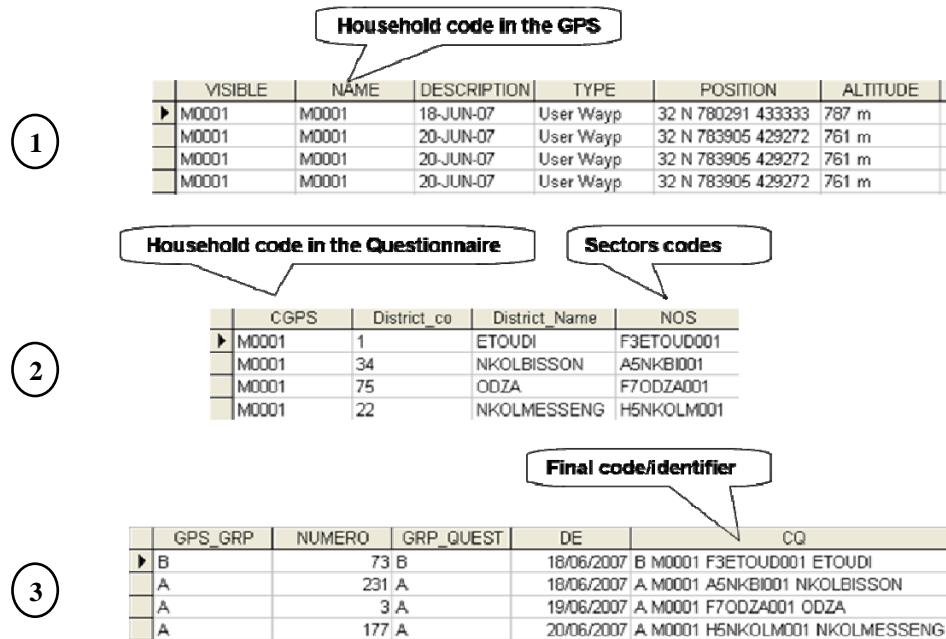 Household code in the GPS
VISIBLE NAME DESCRIPTION TYPE POSITION ALTITUDE
M0001 M0001 18-JUN-07 User Wayp 32 N 780291 433333 787 m
1
M0001 M0001 20-JUN-07 User Wayp 32 N 783905 429272 761 m
M0001 M0001 20-JUN-07 User Wayp 32 N 783905 429272 761 m
M0001 M0001 20-JUN-07 User Wayp 32 N 783905 429272 761 m
Household code in the Questionnaire
Sectors codes
CGPS District_co District_Name NOS
M0001 1 ETOUDI F3ETOUD001
2
M0001 34 NKOLBISSON A5NKBI001
M0001 75 ODZA F7ODZA001
M0001 22 NKOLMESSENG H5NKOLM001
Final code/identifier
GPS_GRP NUMERO GRP_QUEST DE CQ
B 73 B 18/06/2007 B M0001 F3ETOUD001 ETOUDI
3
A 231 A 18/06/2007 A M0001 A5NKBI001 NKOLBISSON
A 3 A 19/06/2007 A M0001 F7ODZA001 ODZA
A 177 A 20/06/2007 A M0001 H5NKOLM001 NKOLMESSENG